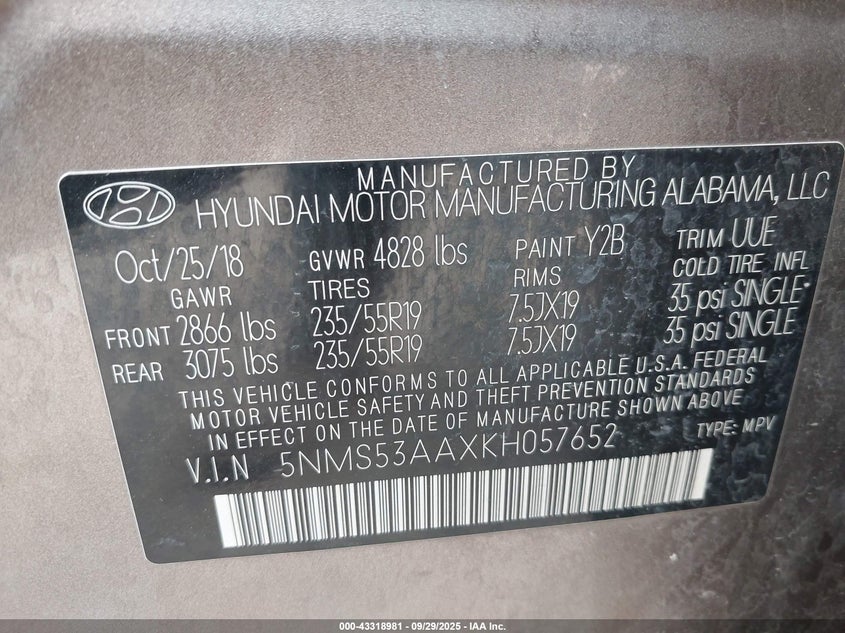 MANUFACTURED BY
HYUNDAI MOTOR MANUFACTURING ALABAMA, LLC
Oct/25/18 GVWR 4828 lbs PAINT Y2B TRIM UUE
GAWR TIRES RIMS COLD TIRE INFL
FRONT 2866 lbs 235/55R19 7.5JX19 35 psi SINGLE
REAR 3075 lbs 235/55R19 7.5JX19 35 psi SINGLE
THIS VEHICLE CONFORMS TO ALL APPLICABLE U.S.A. FEDERAL
MOTOR VEHICLE SAFETY AND THEFT PREVENTION STANDARDS
IN EFFECT ON THE DATE OF MANUFACTURE SHOWN ABOVE
V.I.N 5NMS53AAXKH057652 TYPE: MPV
000-43318981 - 09/29/2025 - IAA Inc.